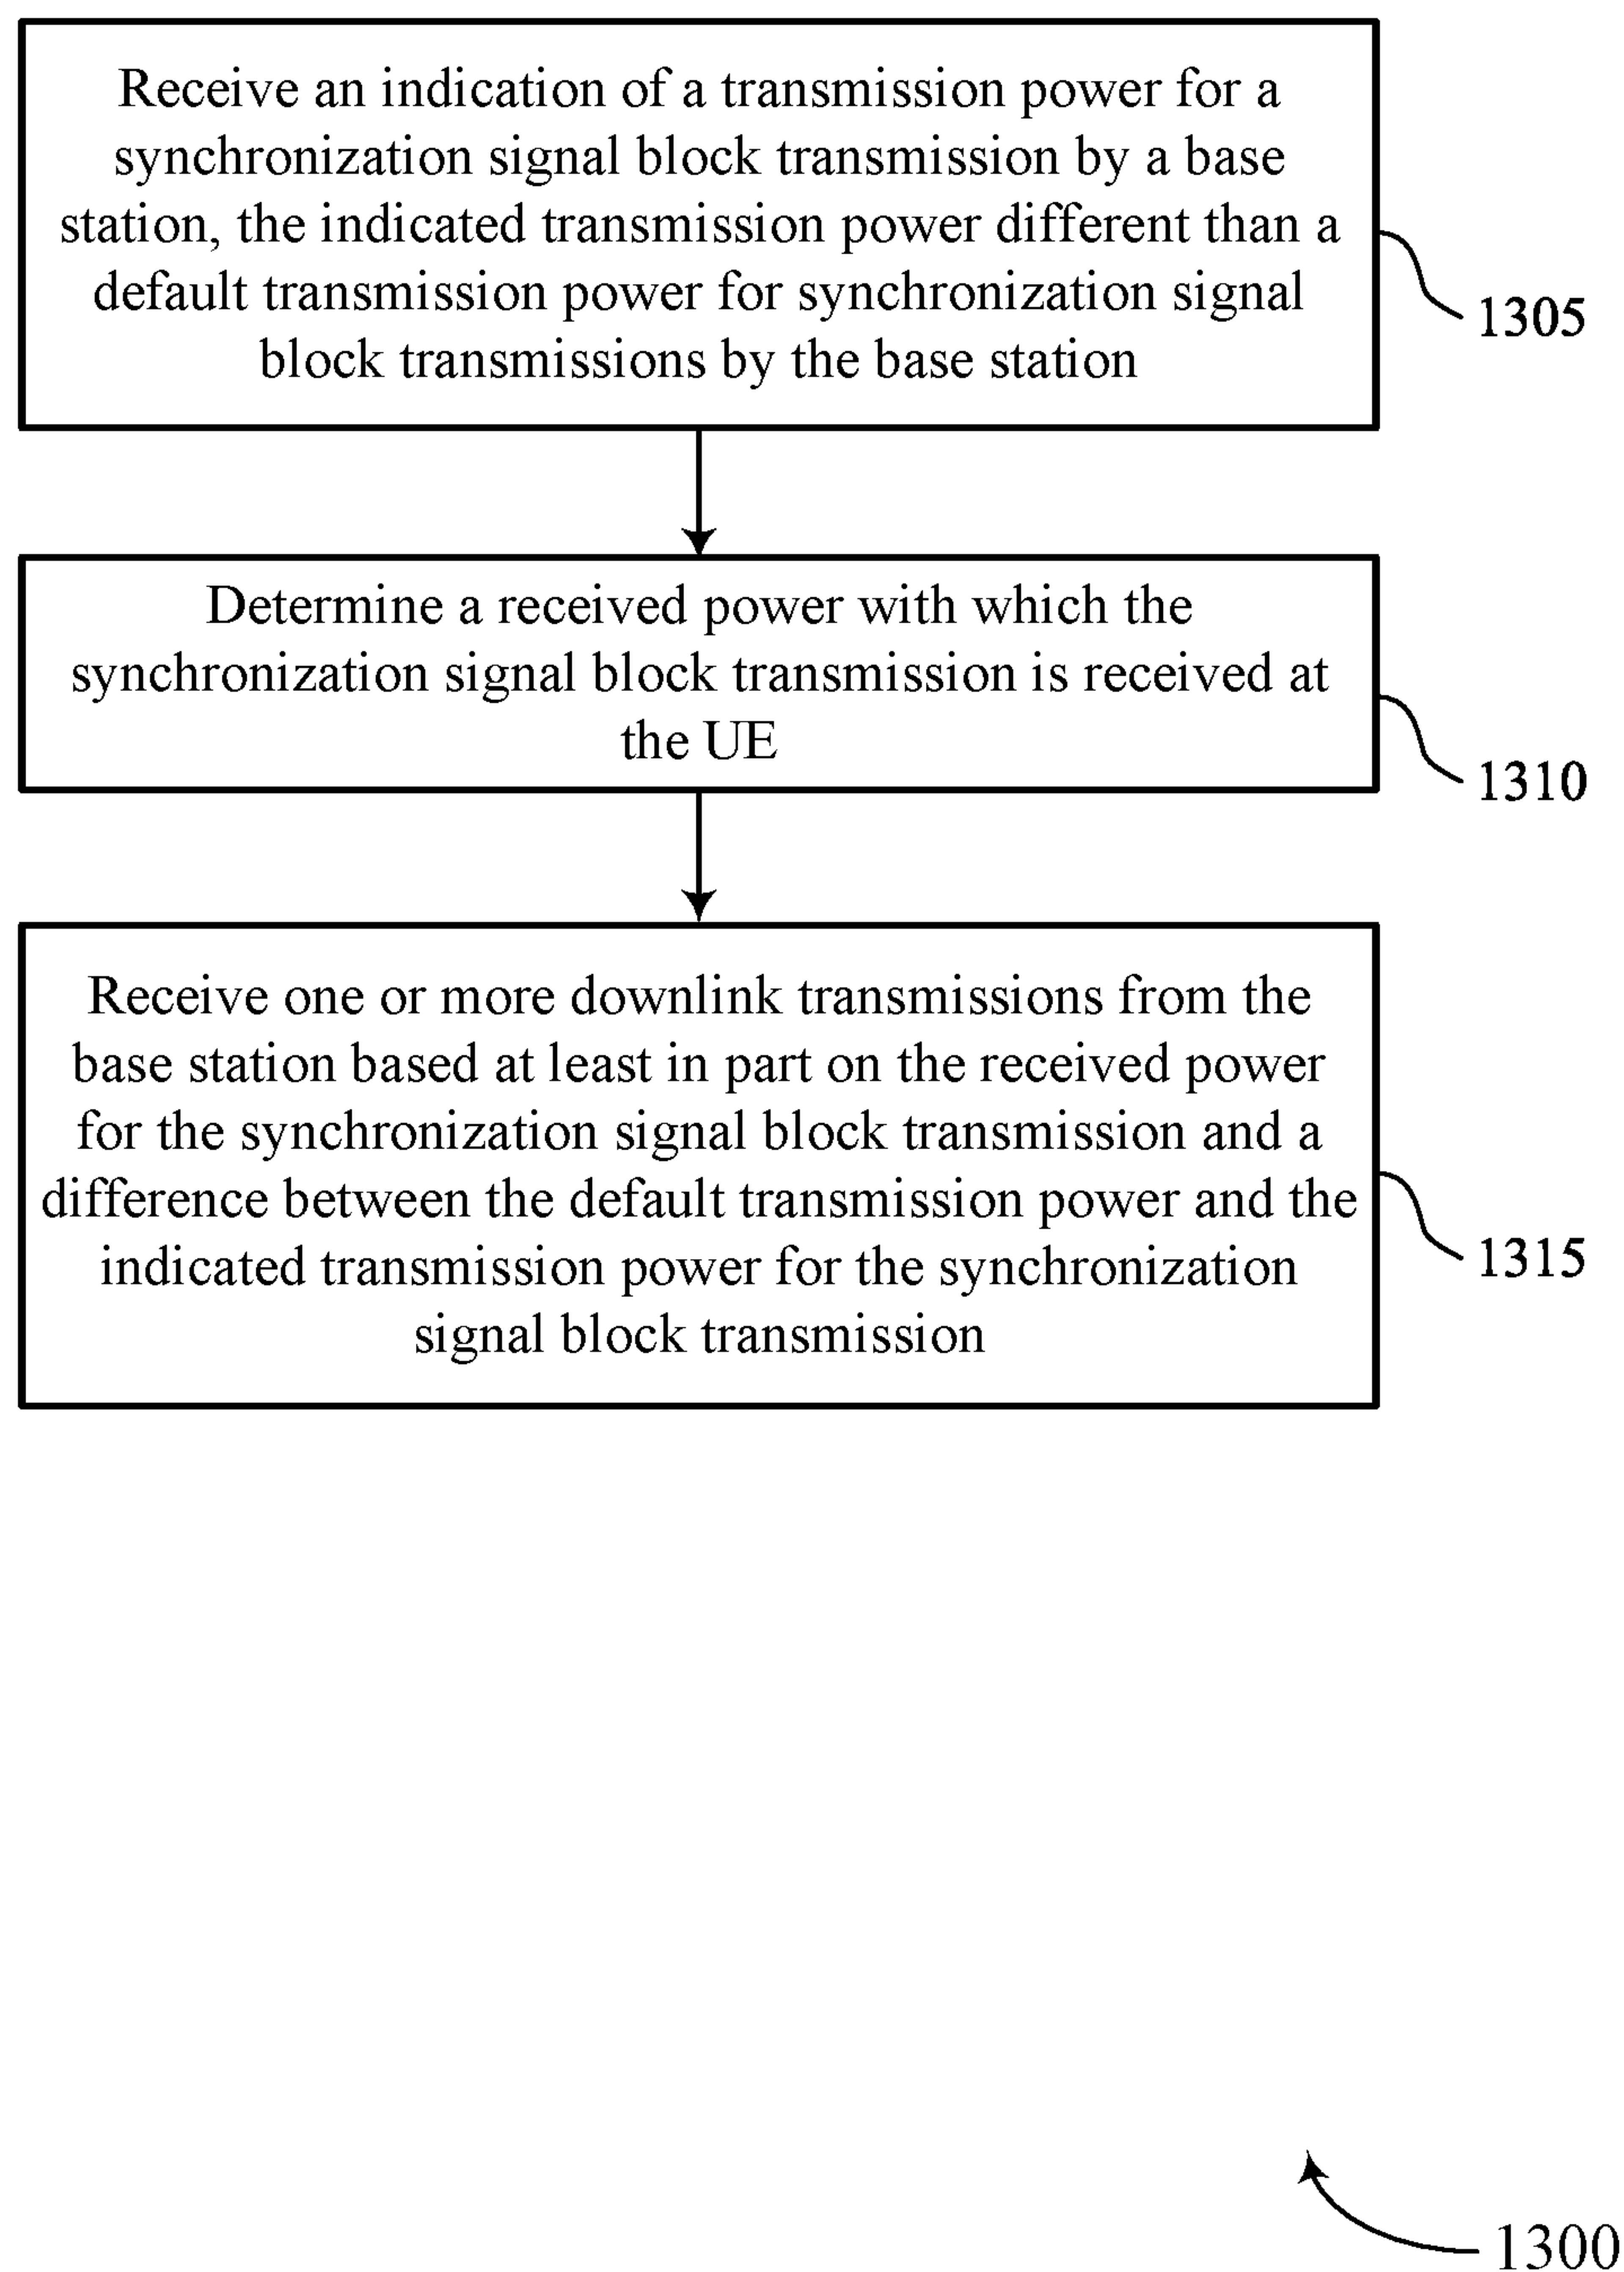 Receive an indication of a transmission power for a
synchronization signal block transmission by a base
station, the indicated transmission power different than a
default transmission power for synchronization signal
block transmissions by the base station
1305
Determine a received power with which the
synchronization signal block transmission is received at
the UE
1310
Receive one or more downlink transmissions from the
base station based at least in part on the received power
for the synchronization signal block transmission and a
difference between the default transmission power and the
indicated transmission power for the synchronization
signal block transmission
1315
1300